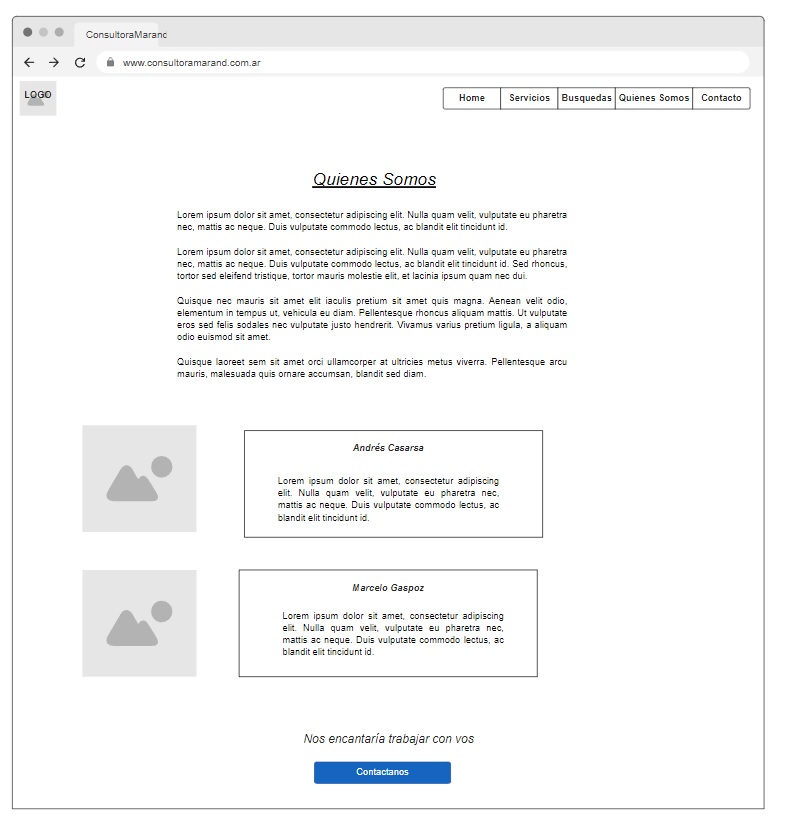 ConsultoraMarand
www.consultoramarand.com.ar
LOGO
Home Servicios Busquedas Quienes Somos Contacto
Quienes Somos
Lorem ipsum dolor sit amet, consectetur adipiscing elit. Nulla quam velit, vulputate eu pharetra
nec, mattis ac neque. Duis vulputate commodo lectus, ac blandit elit tincidunt id.
Lorem ipsum dolor sit amet, consectetur adipiscing elit. Nulla quam velit, vulputate eu pharetra
nec, mattis ac neque. Duis vulputate commodo lectus, ac blandit elit tincidunt id. Sed rhoncus,
tortor sed eleifend tristique, tortor mauris molestie elit, et lacinia ipsum quam nec dui.
Quisque nec mauris sit amet elit iaculis pretium sit amet quis magna. Aenean velit odio,
elementum in tempus ut, vehicula eu diam. Pellentesque rhoncus aliquam mattis. Ut vulputate
eros sed felis sodales nec vulputate justo hendrerit. Vivamus varius pretium ligula, a aliquam
odio euismod sit amet.
Quisque laoreet sem sit amet orci ullamcorper at ultricies metus viverra. Pellentesque arcu
mauris, malesuada quis ornare accumsan, blandit sed diam.
Andrés Casarsa
Lorem ipsum dolor sit amet, consectetur adipiscing
elit. Nulla quam velit, vulputate eu pharetra nec,
mattis ac neque. Duis vulputate commodo lectus, ac
blandit elit tincidunt id.
Marcelo Gaspoz
Lorem ipsum dolor sit amet, consectetur adipiscing
elit. Nulla quam velit, vulputate eu pharetra nec,
mattis ac neque. Duis vulputate commodo lectus, ac
blandit elit tincidunt id.
Nos encantaría trabajar con vos
Contactanos